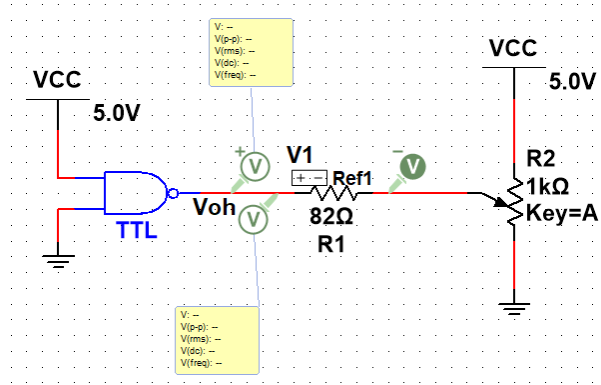 V: --
V(p-p): --
V(rms): --
V(dc): --
V(freq): --
VCC
5.0V
VCC
5.0V
+
V
V1
+ -
Ref1
-
V
R2
1kΩ
Key=A
Voh
V
82Ω
R1
TTL
V: --
V(p-p): --
V(rms): --
V(dc): --
V(freq): --